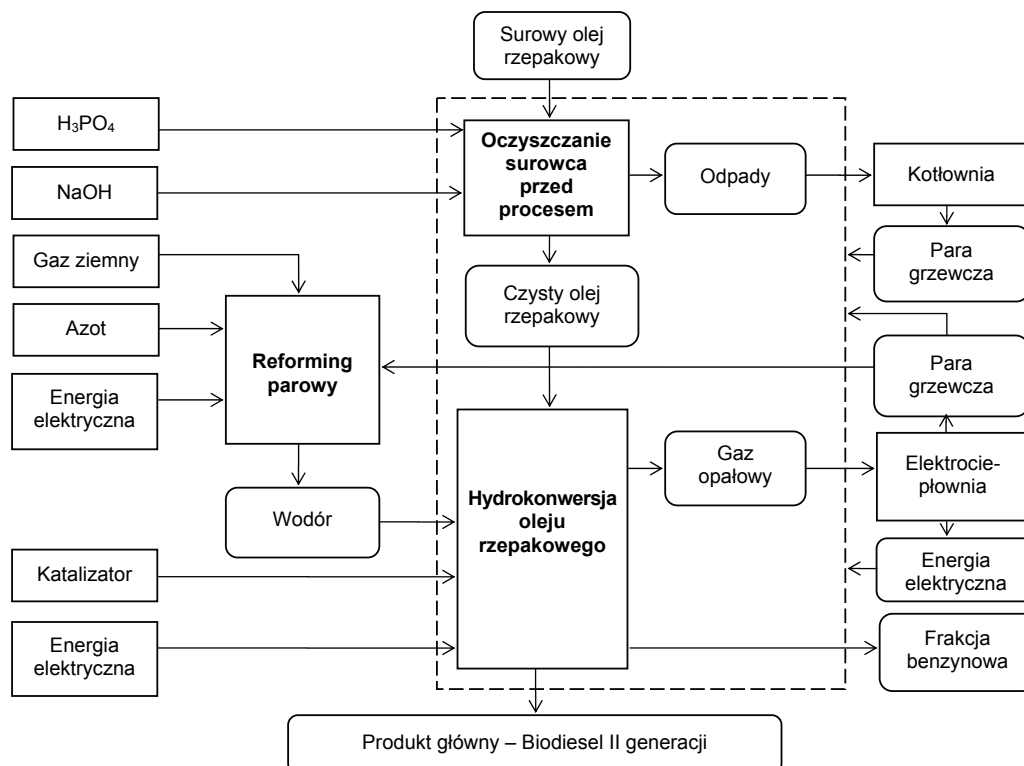 Surowy olej
rzepakowy
H₃PO₄
Oczyszczanie
surowca
przed
procesem
Odpady
Kotłownia
NaOH
Gaz ziemny
Para
grzewcza
Czysty olej
rzepakowy
Azot
Reforming
parowy
Para
grzewcza
Energia
elektryczna
Gaz
opałowy
Elektrocie-
płownia
Wodór
Hydrokonwersja
oleju
rzepakowego
Katalizator
Energia
elektryczna
Energia
elektryczna
Frakcja
benzynowa
Produkt główny – Biodiesel II generacji